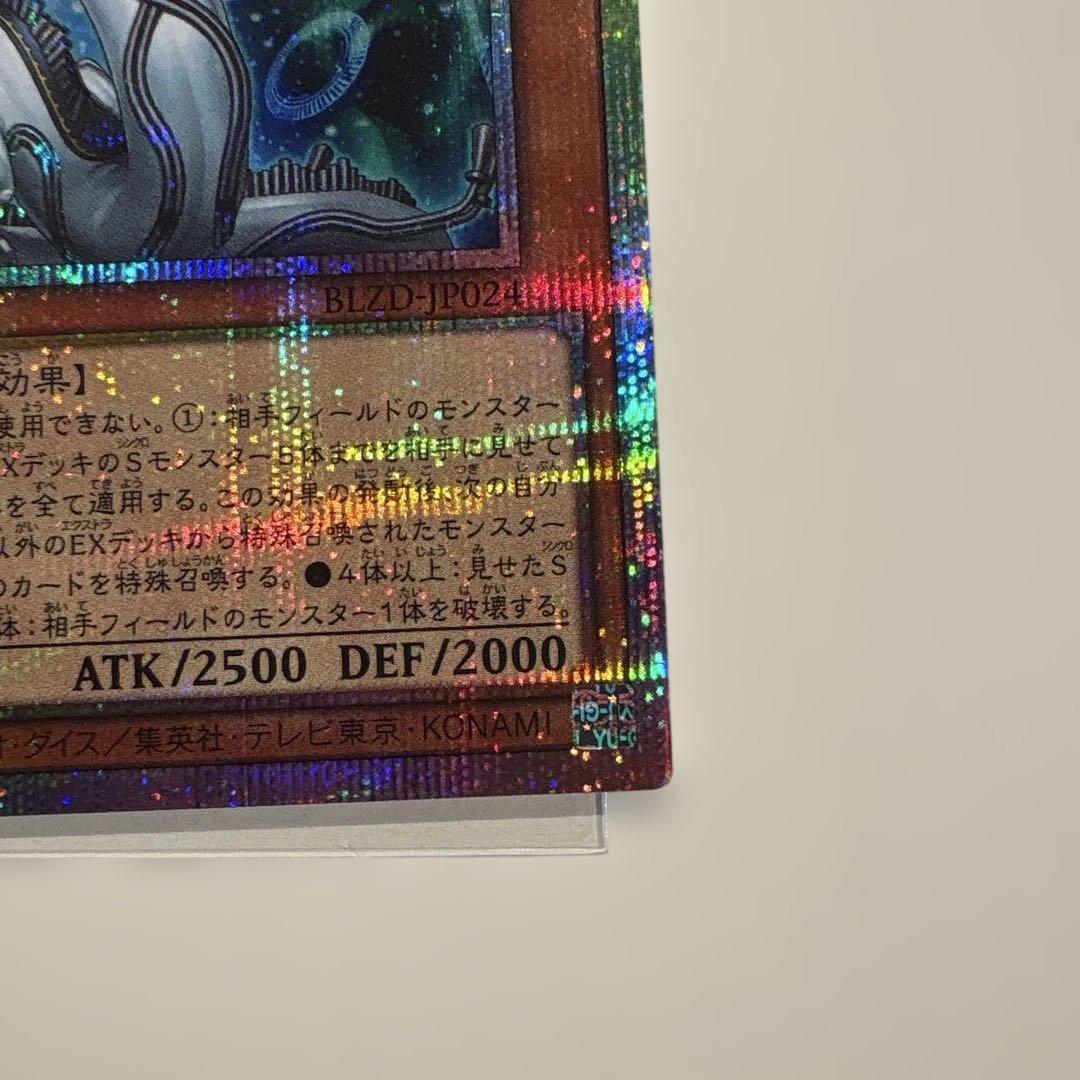 BLZD-JP024
効果】
使用できない。①:相手フィールドのモンスター
EXデッキのSモンスター5体までを相手に見せて
を全て適用する。この効果の発動後、次の自分
以外のEXデッキから特殊召喚されたモンスター
のカードを特殊召喚する。●4体以上:見せたS
体:相手フィールドのモンスター1体を破壊する。
ATK/2500 DEF/2000
・ダイス/集英社・テレビ東京・KONAMI